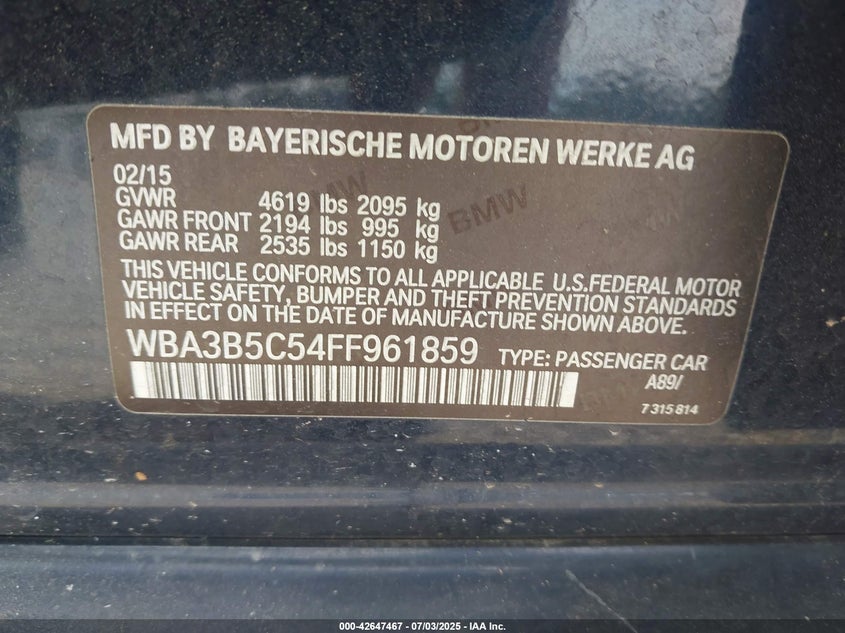 MFD BY BAYERISCHE MOTOREN WERKE AG
02/15
GVWR 4619 lbs 2095 kg
GAWR FRONT 2194 lbs 995 kg
GAWR REAR 2535 lbs 1150 kg
THIS VEHICLE CONFORMS TO ALL APPLICABLE U.S.FEDERAL MOTOR
VEHICLE SAFETY, BUMPER AND THEFT PREVENTION STANDARDS
IN EFFECT ON THE DATE OF MANUFACTURE SHOWN ABOVE.
WBA3B5C54FF961859 TYPE: PASSENGER CAR
A89/
7 315 814
BMW
BMW
000-42647467 - 07/03/2025 - IAA Inc.